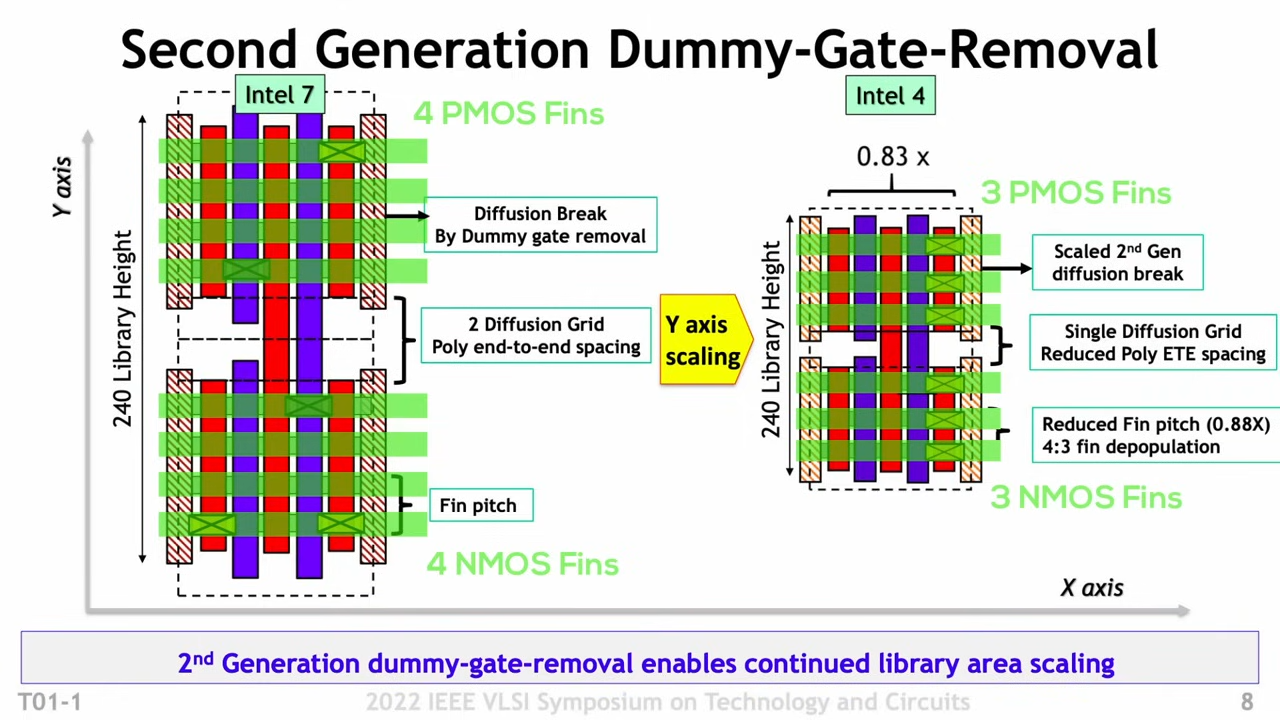 Second Generation Dummy-Gate-Removal
Intel 7
4 PMOS Fins
Y axis
240 Library Height
Diffusion Break
By Dummy gate removal
2 Diffusion Grid
Poly end-to-end spacing
Fin pitch
4 NMOS Fins
Y axis
scaling
Intel 4
0.83 x
3 PMOS Fins
240 Library Height
Scaled 2nd Gen
diffusion break
Single Diffusion Grid
Reduced Poly ETE spacing
Reduced Fin pitch (0.88X)
4:3 fin depopulation
3 NMOS Fins
X axis
2nd Generation dummy-gate-removal enables continued library area scaling
T01-1
2022 IEEE VLSI Symposium on Technology and Circuits
8